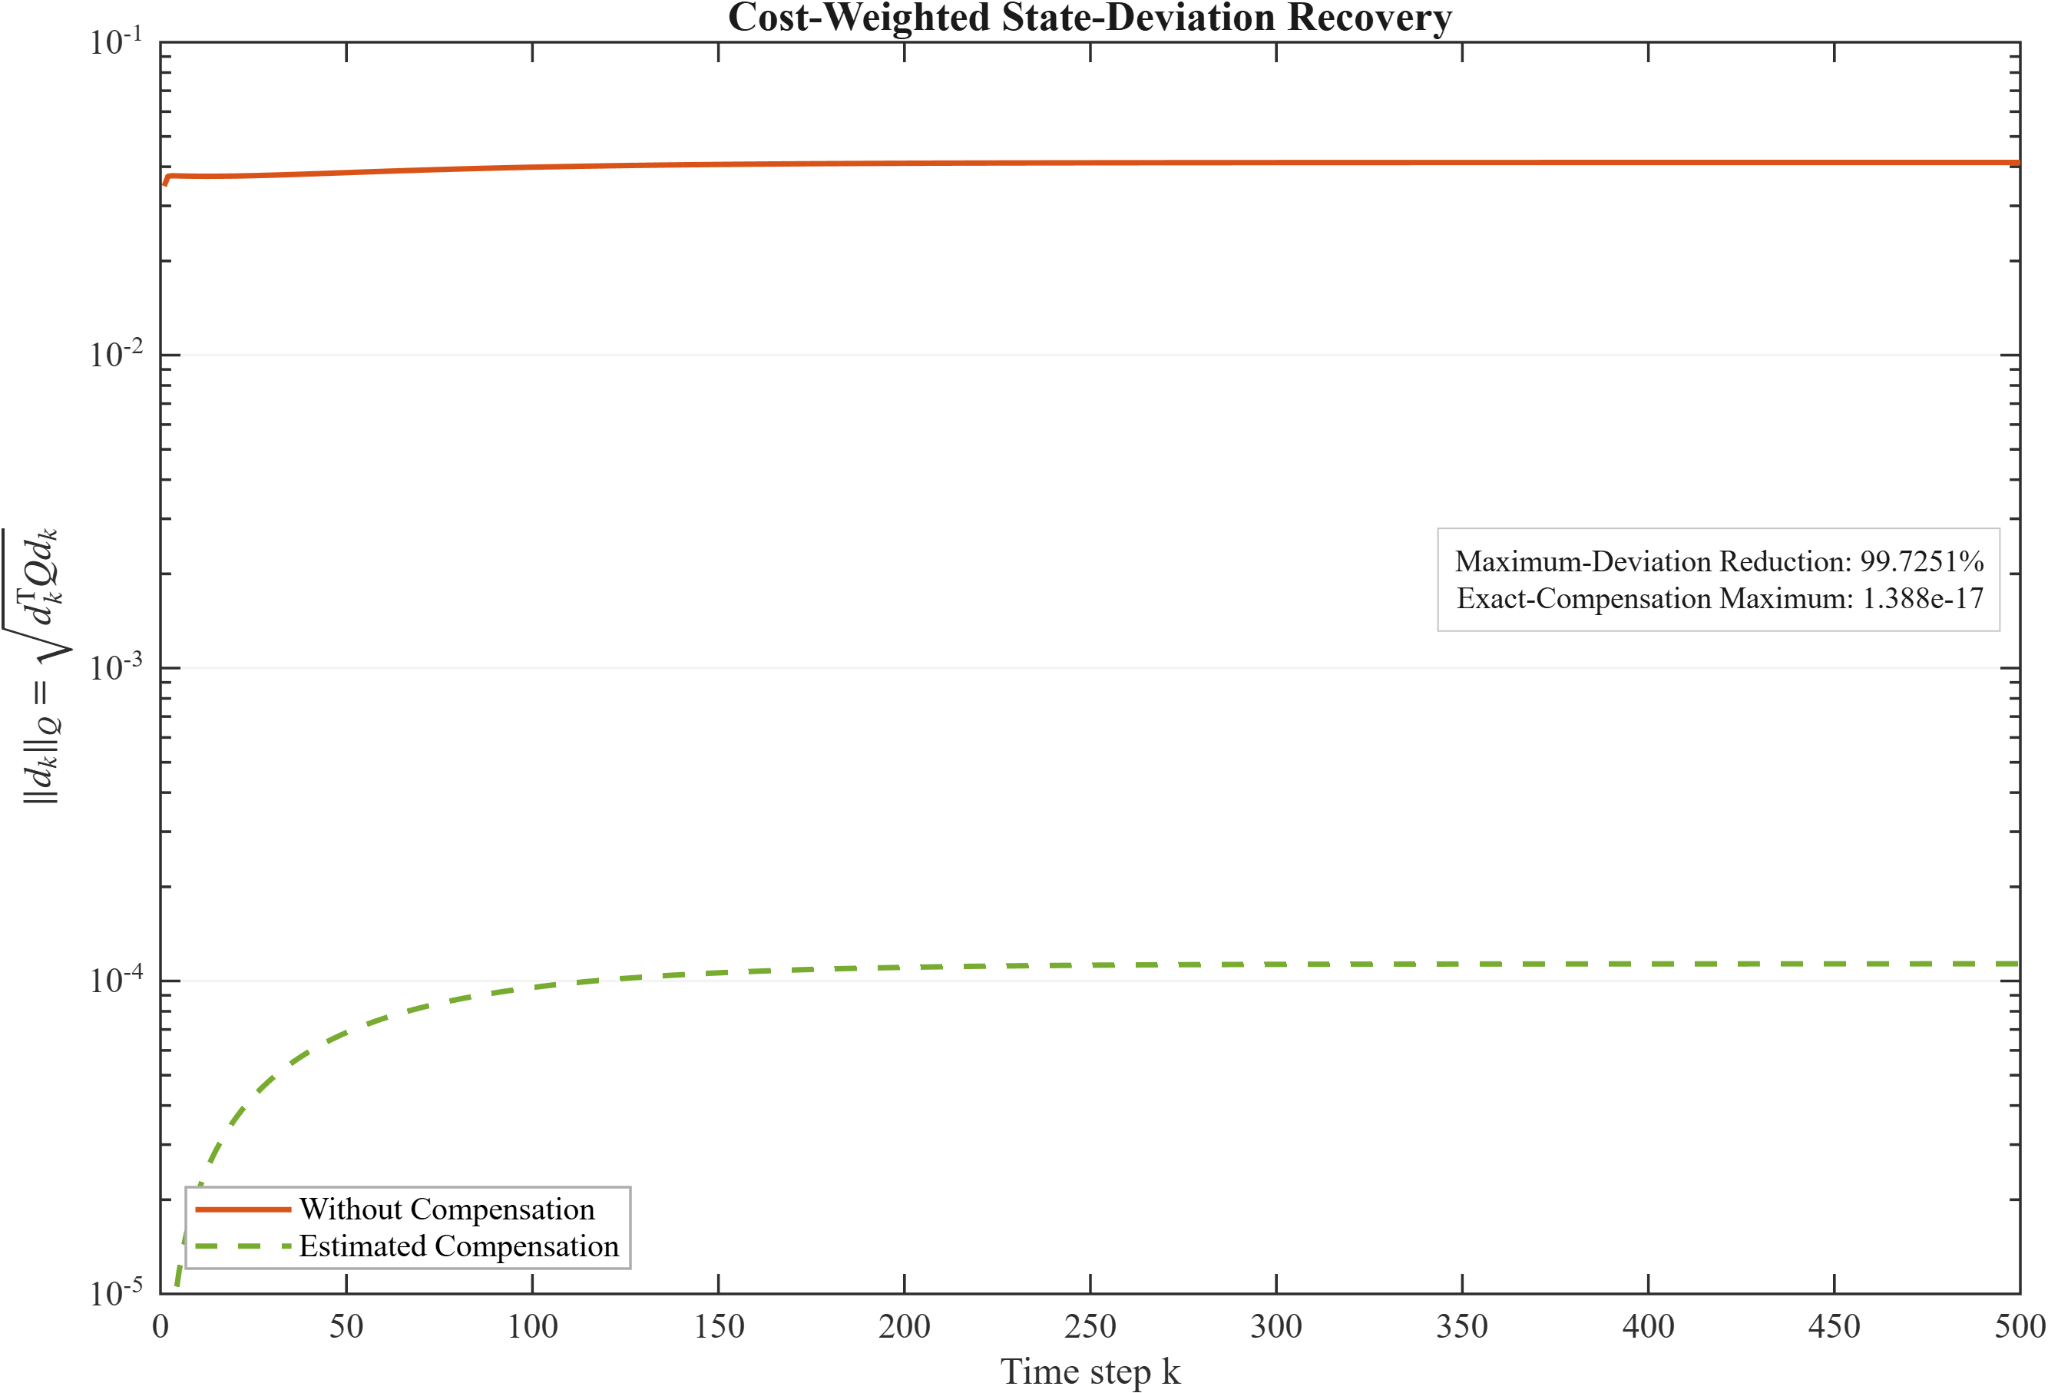 Cost-Weighted State-Deviation Recovery
10^-1
10^-2
10^-3
10^-4
10^-5
||d_k||_Q = √(d_k^T Q d_k)
Maximum-Deviation Reduction: 99.7251%
Exact-Compensation Maximum: 1.388e-17
Without Compensation
Estimated Compensation
0 50 100 150 200 250 300 350 400 450 500
Time step k